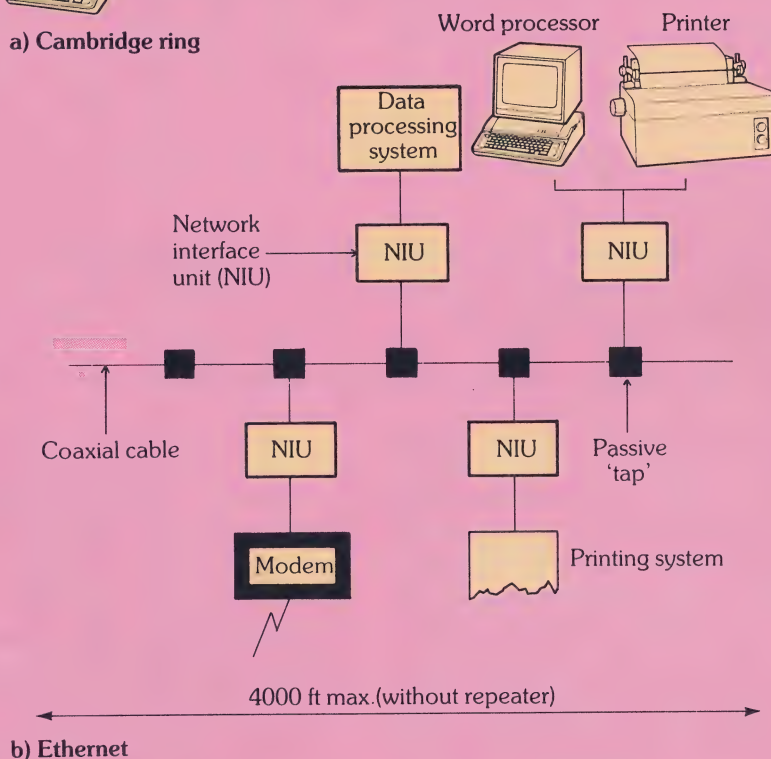 a) Cambridge ring
Word processor
Printer
Data
processing
system
Network
interface
unit (NIU)
NIU
NIU
Coaxial cable
NIU
NIU
Passive
‘tap’
Modem
Printing system
4000 ft max.(without repeater)
b) Ethernet